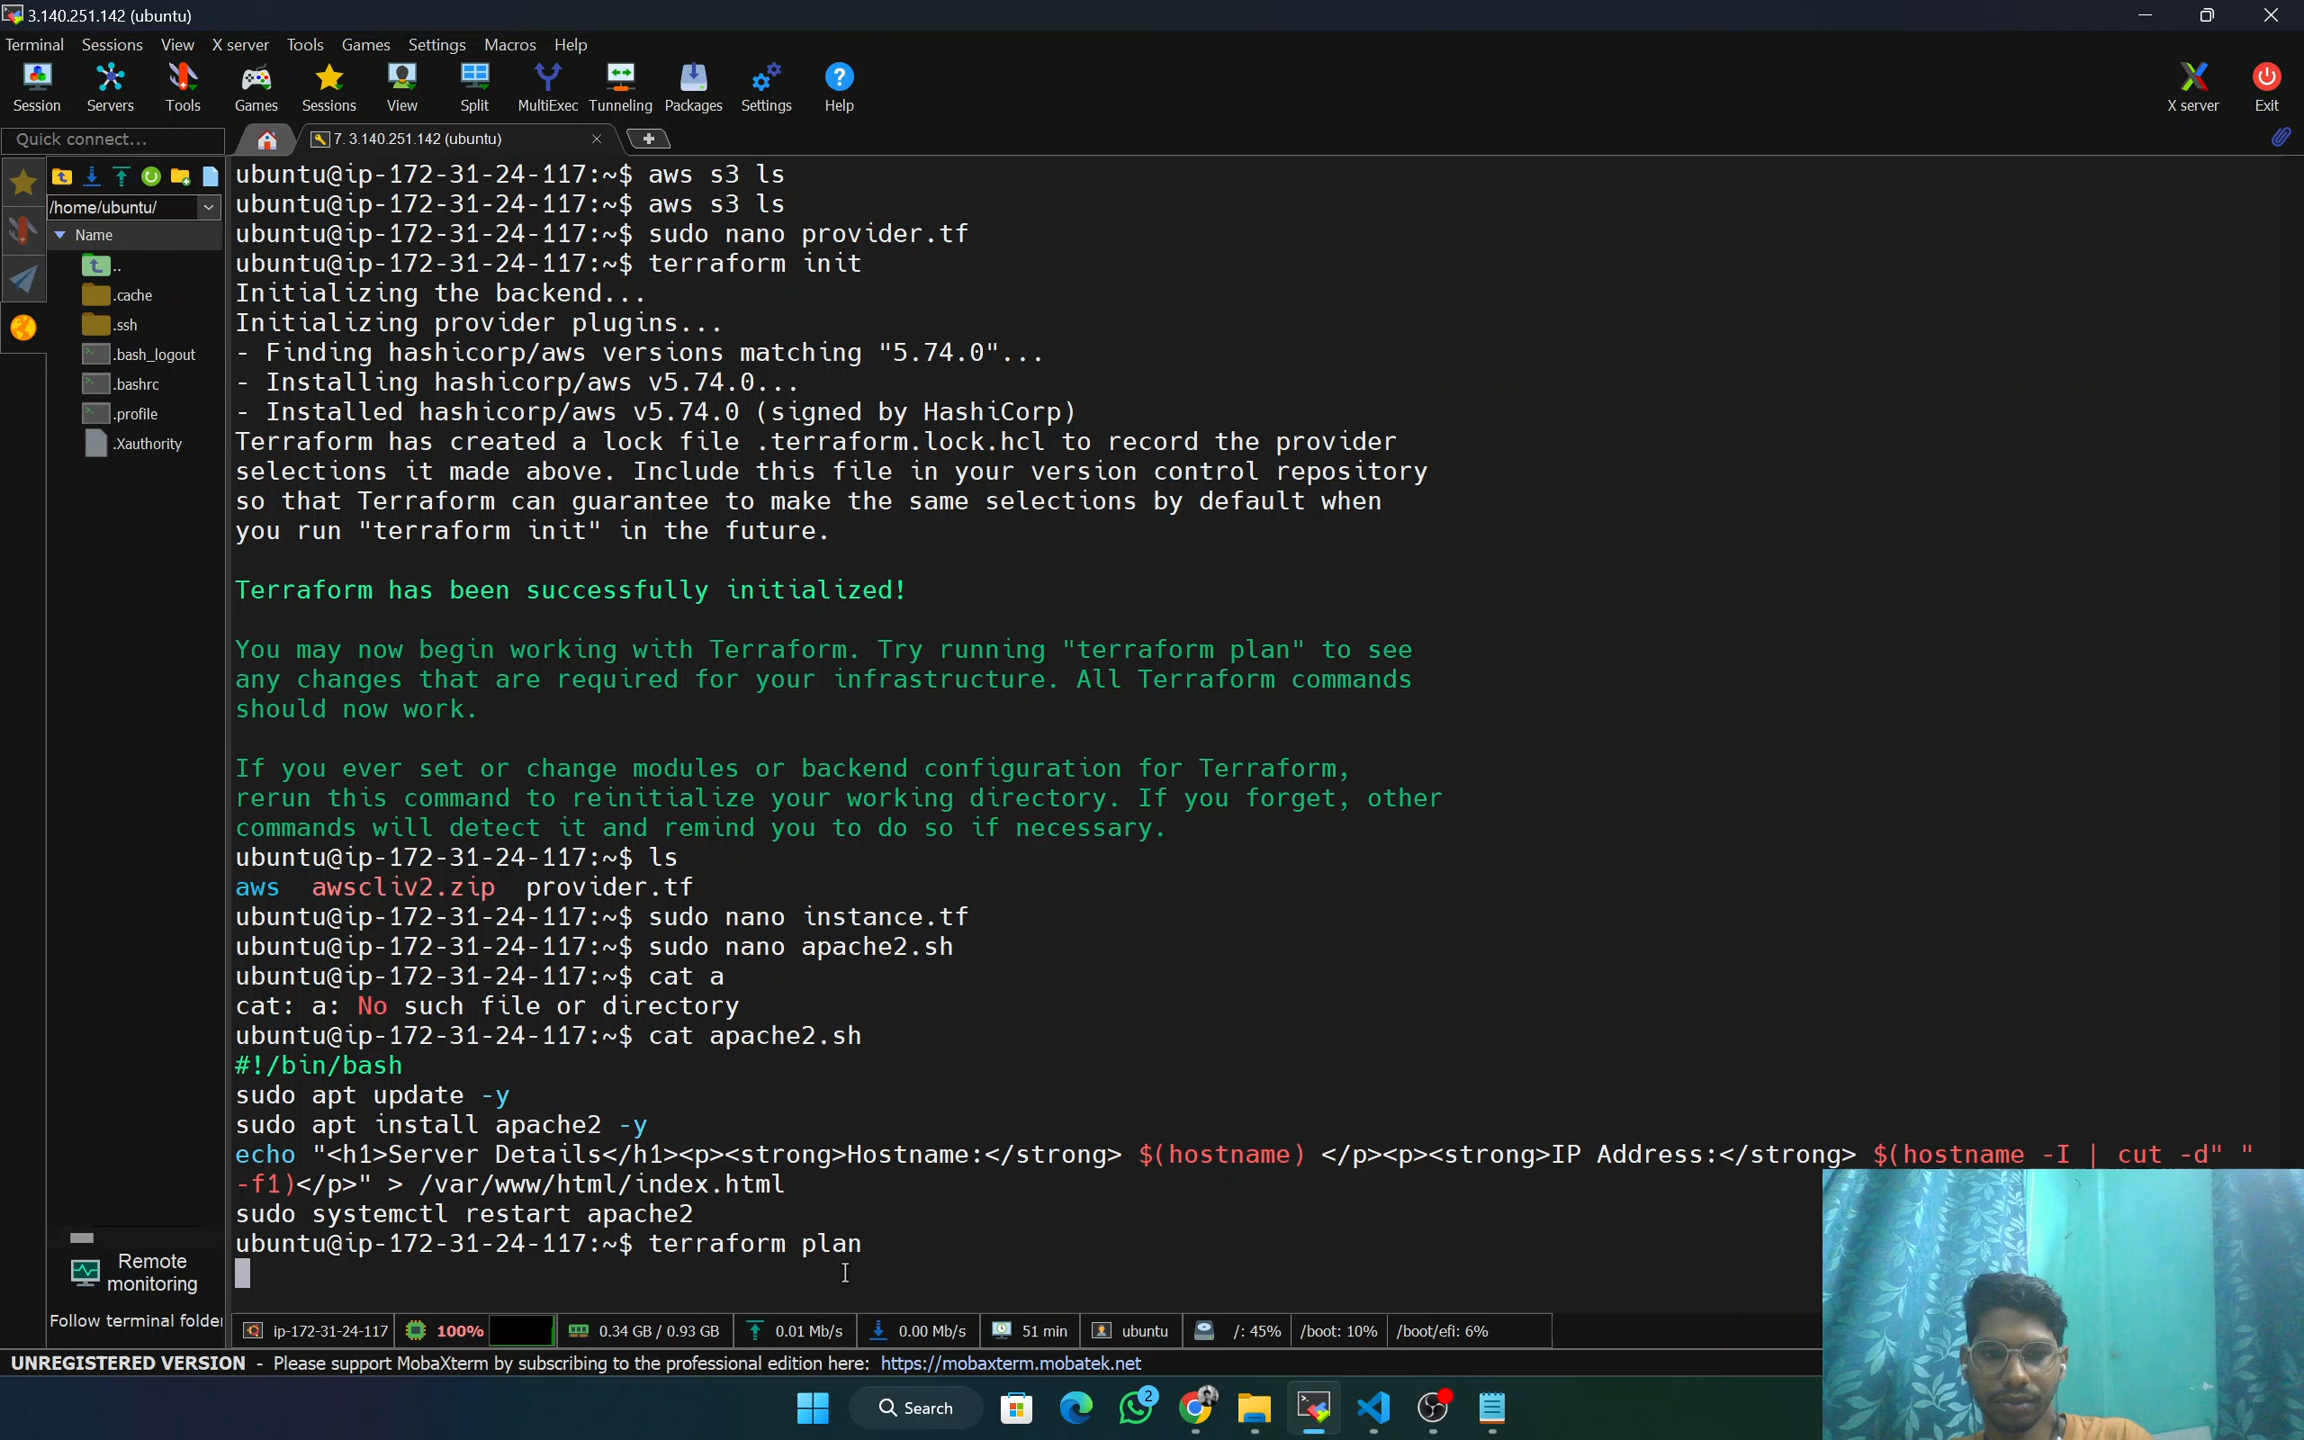 3.140.251.142 (ubuntu)
Terminal Sessions View X server Tools Games Settings Macros Help
Session Servers Tools Games Sessions View Split MultiExec Tunneling Packages Settings Help X server Exit
Quick connect... 7. 3.140.251.142 (ubuntu)
/home/ubuntu/
Name
..
.cache
.ssh
.bash_logout
.bashrc
.profile
.Xauthority
Remote
monitoring
Follow terminal folder
ubuntu@ip-172-31-24-117:~$ aws s3 ls
ubuntu@ip-172-31-24-117:~$ aws s3 ls
ubuntu@ip-172-31-24-117:~$ sudo nano provider.tf
ubuntu@ip-172-31-24-117:~$ terraform init
Initializing the backend...
Initializing provider plugins...
- Finding hashicorp/aws versions matching "5.74.0"...
- Installing hashicorp/aws v5.74.0...
- Installed hashicorp/aws v5.74.0 (signed by HashiCorp)
Terraform has created a lock file .terraform.lock.hcl to record the provider
selections it made above. Include this file in your version control repository
so that Terraform can guarantee to make the same selections by default when
you run "terraform init" in the future.
Terraform has been successfully initialized!
You may now begin working with Terraform. Try running "terraform plan" to see
any changes that are required for your infrastructure. All Terraform commands
should now work.
If you ever set or change modules or backend configuration for Terraform,
rerun this command to reinitialize your working directory. If you forget, other
commands will detect it and remind you to do so if necessary.
ubuntu@ip-172-31-24-117:~$ ls
aws awscliv2.zip provider.tf
ubuntu@ip-172-31-24-117:~$ sudo nano instance.tf
ubuntu@ip-172-31-24-117:~$ sudo nano apache2.sh
ubuntu@ip-172-31-24-117:~$ cat a
cat: a: No such file or directory
ubuntu@ip-172-31-24-117:~$ cat apache2.sh
#!/bin/bash
sudo apt update -y
sudo apt install apache2 -y
echo "<h1>Server Details</h1><p><strong>Hostname:</strong> $(hostname) </p><p><strong>IP Address:</strong> $(hostname -I | cut -d" "
-f1)</p>" > /var/www/html/index.html
sudo systemctl restart apache2
ubuntu@ip-172-31-24-117:~$ terraform plan
ip-172-31-24-117 100% 0.34 GB / 0.93 GB 0.01 Mb/s 0.00 Mb/s 51 min ubuntu /: 45% /boot: 10% /boot/efi: 6%
UNREGISTERED VERSION - Please support MobaXterm by subscribing to the professional edition here: https://mobaxterm.mobatek.net
Search 2